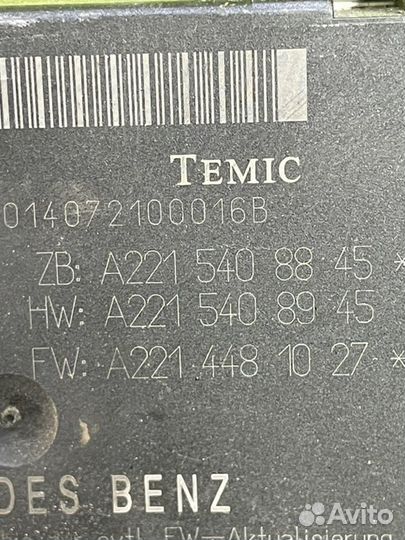 TEMIC
014072100016B
ZB: A221 540 88 45 *
HW: A221 540 89 45
FW: A221 448 10 27 *
DES BENZ
evtl. FW-Aktualisierung
Avito